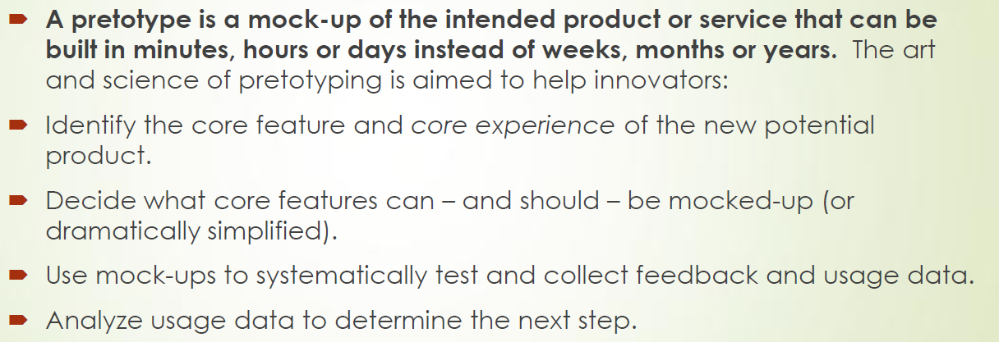 A pretotype is a mock-up of the intended product or service that can be
built in minutes, hours or days instead of weeks, months or years. The art
and science of pretotyping is aimed to help innovators:
Identify the core feature and core experience of the new potential
product.
Decide what core features can – and should – be mocked-up (or
dramatically simplified).
Use mock-ups to systematically test and collect feedback and usage data.
Analyze usage data to determine the next step.